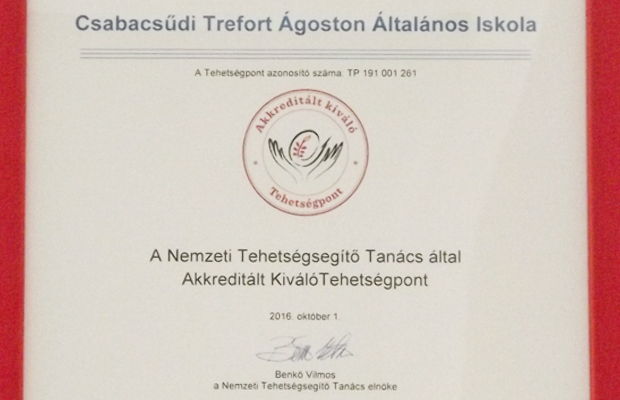 Csabacsűdi Trefort Ágoston Általános Iskola
A Tehetségpont azonosító száma: TP 191 001 261
Akkreditált kiváló
Tehetségpont
A Nemzeti Tehetségsegítő Tanács által
Akkreditált KiválóTehetségpont
2016. október 1.
Benkő Vilmos
a Nemzeti Tehetségsegítő Tanács elnöke